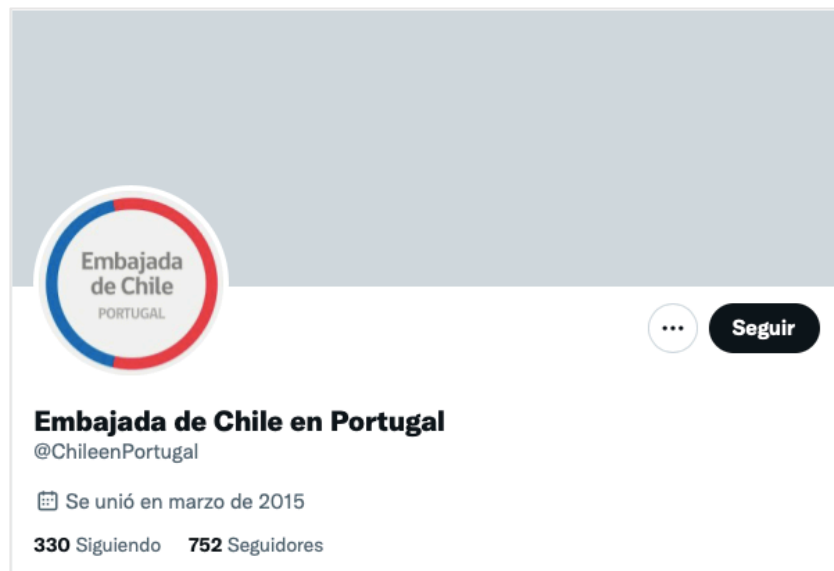 Embajada
de Chile
PORTUGAL
Seguir
Embajada de Chile en Portugal
@ChileenPortugal
Se unió en marzo de 2015
330 Siguiendo 752 Seguidores